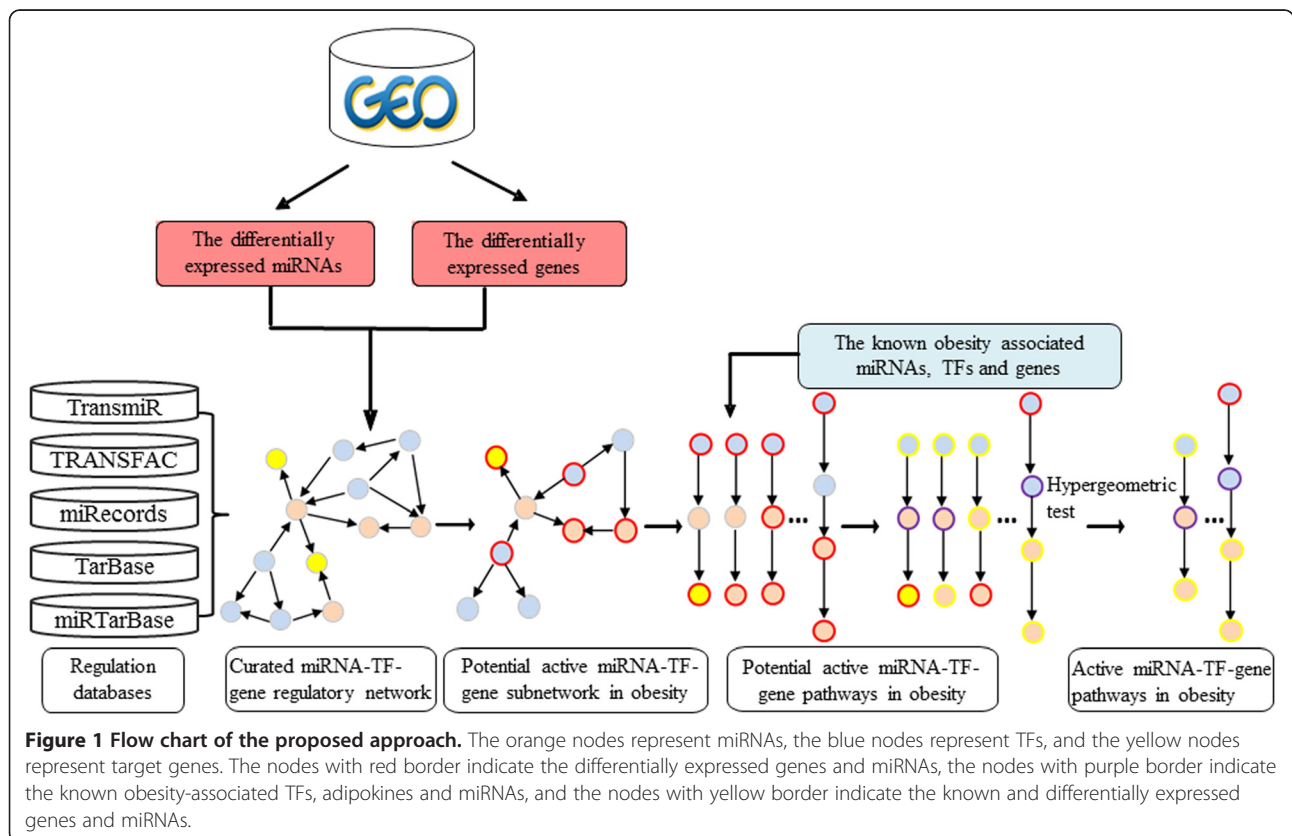 GEO
The differentially
expressed miRNAs
The differentially
expressed genes
The known obesity associated
miRNAs, TFs and genes
TransmiR
TRANSFAC
miRecords
TarBase
miRTarBase
...
...
Hypergeometric
test
...
Regulation
databases
Curated miRNA-TF-
gene regulatory network
Potential active miRNA-TF-
gene subnetwork in obesity
Potential active miRNA-TF-
gene pathways in obesity
Active miRNA-TF-gene
pathways in obesity
Figure 1 Flow chart of the proposed approach. The orange nodes represent miRNAs, the blue nodes represent TFs, and the yellow nodes
represent target genes. The nodes with red border indicate the differentially expressed genes and miRNAs, the nodes with purple border indicate
the known obesity-associated TFs, adipokines and miRNAs, and the nodes with yellow border indicate the known and differentially expressed
genes and miRNAs.